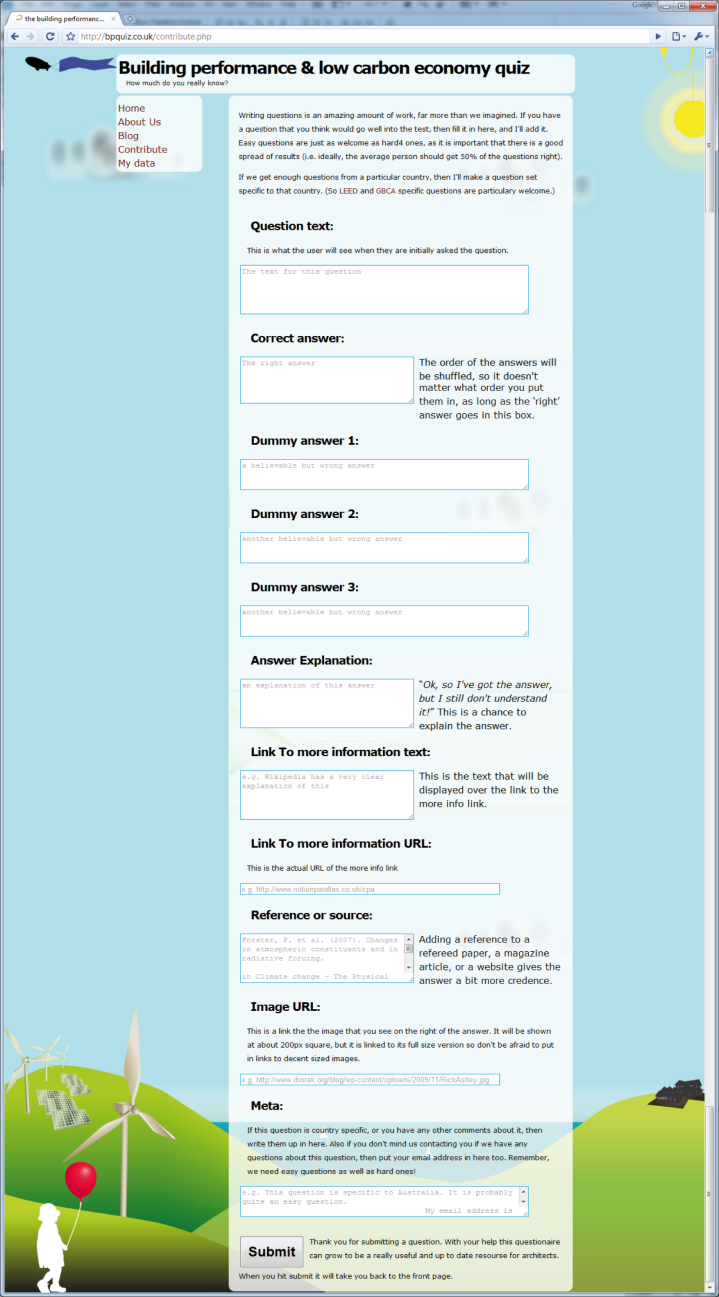 Google
the building performanc...
http://bpquiz.co.uk/contribute.php
Building performance & low carbon economy quiz
How much do you really know?
Home
About Us
Blog
Contribute
My data
Writing questions is an amazing amount of work, far more than we imagined. If you have
a question that you think would go well into the test, then fill it in here, and I'll add it.
Easy questions are just as welcome as hard4 ones, as it is important that there is a good
spread of results (i.e. ideally, the average person should get 50% of the questions right).
If we get enough questions from a particular country, then I'll make a question set
specific to that country. (So LEED and GBCA specific questions are particulary welcome.)
Question text:
This is what the user will see when they are initially asked the question.
The text for this question
Correct answer:
The right answer
The order of the answers will
be shuffled, so it doesn't
matter what order you put
them in, as long as the 'right'
answer goes in this box.
Dummy answer 1:
a believable but wrong answer
Dummy answer 2:
another believable but wrong answer
Dummy answer 3:
another believable but wrong answer
Answer Explanation:
an explanation of this answer
"Ok, so I've got the answer,
but I still don't understand
it!" This is a chance to
explain the answer.
Link To more information text:
e.g. Wikipedia has a very clear
explanation of this
This is the text that will be
displayed over the link to the
more info link.
Link To more information URL:
This is the actual URL of the more info link
e.g. http://www.notionparallax.co.uk/cpa
Reference or source:
Forster, P. et al. (2007). Changes
in atmospheric constituents and in
radiative forcing.
in Climate change - The Physical
Adding a reference to a
refereed paper, a magazine
article, or a website gives the
answer a bit more credence.
Image URL:
This is a link the the image that you see on the right of the answer. It will be shown
at about 200px square, but it is linked to its full size version so don't be afraid to put
in links to decent sized images.
e.g. http://www.dvorak.org/blog/wp-content/uploads/2009/11/RickAstley.jpg
Meta:
If this question is country specific, or you have any other comments about it, then
write them up in here. Also if you don't mind us contacting you if we have any
questions about this question, then put your email address in here too. Remember,
we need easy questions as well as hard ones!
e.g. This question is specific to Australia. It is probably
quite an easy question.
My email address is
Submit
Thank you for submitting a question. With your help this questionaire
can grow to be a really useful and up to date resourse for architects.
When you hit submit it will take you back to the front page.